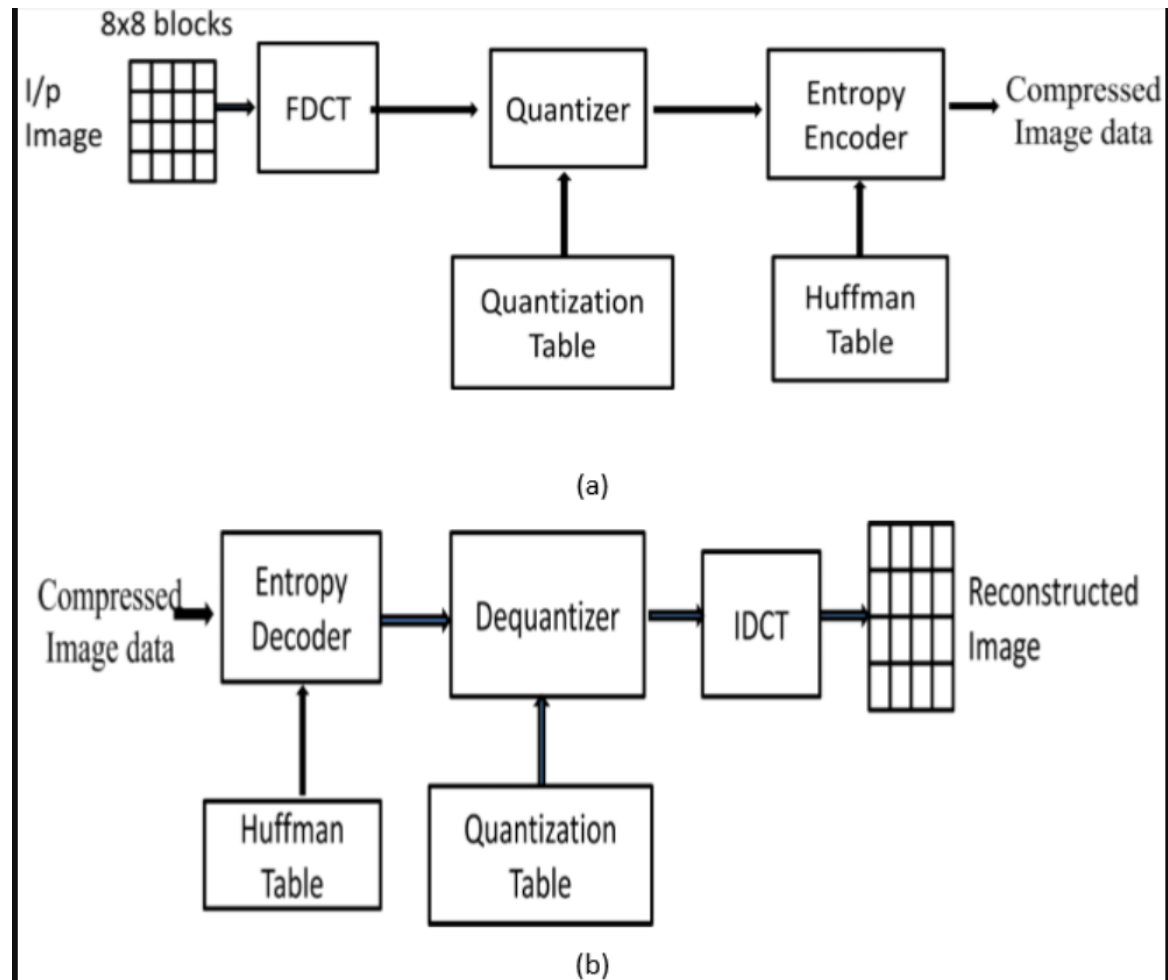 8x8 blocks
I/p
Image
FDCT
Quantizer
Entropy
Encoder
Compressed
Image data
Quantization
Table
Huffman
Table
(a)
Compressed
Image data
Entropy
Decoder
Dequantizer
IDCT
Reconstructed
Image
Huffman
Table
Quantization
Table
(b)